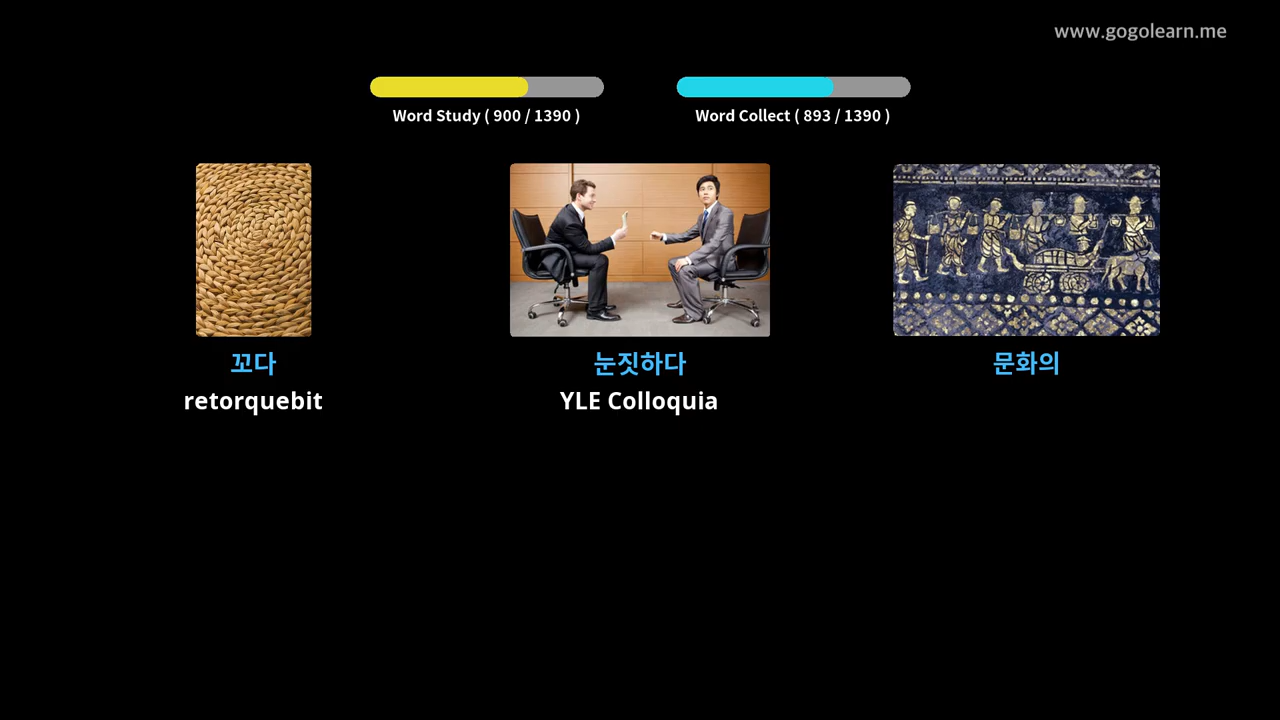 www.gogolearn.me
Word Study ( 900 / 1390 )
Word Collect ( 893 / 1390 )
꼬다
retorquebit
눈짓하다
YLE Colloquia
문화의